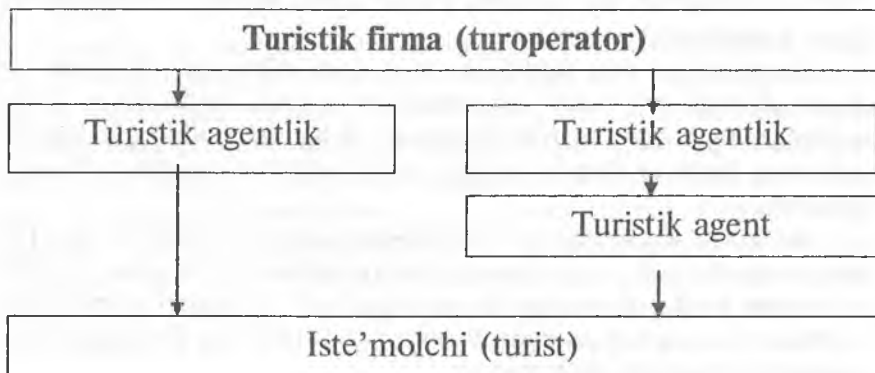 Turistik firma (turoperator)
Turistik agentlik
Turistik agentlik
Turistik agent
Iste’molchi (turist)